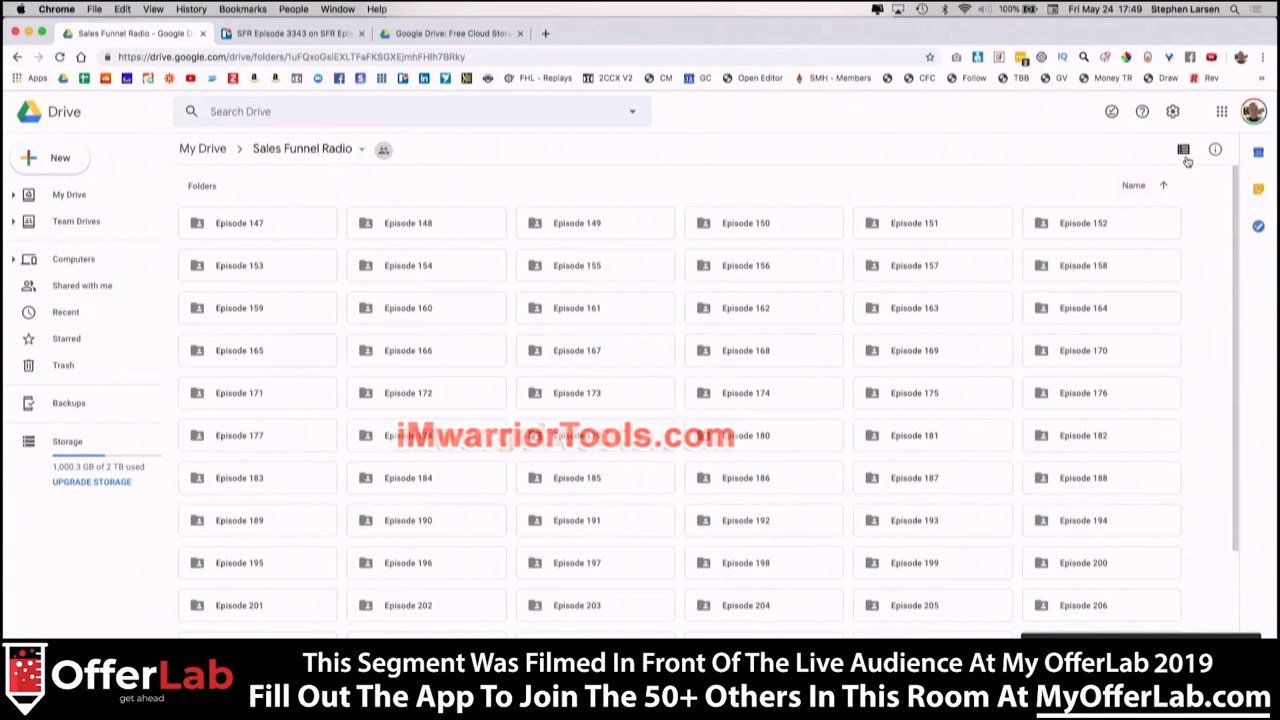 Chrome File Edit View History Bookmarks People Window Help 100% Fri May 24 17:49 Stephen Larsen
Sales Funnel Radio - Google D × SFR Episode 3343 on SFR Epi × Google Drive: Free Cloud Stor × +
https://drive.google.com/drive/folders/
Apps FHL - Replays 2CCX V2 CM GC Open Editor SMH - Members CFC Follow TBB GV Money TR Draw Rev »
Drive Search Drive
New My Drive > Sales Funnel Radio
My Drive Folders Name ↑
Team Drives Episode 147 Episode 148 Episode 149 Episode 150 Episode 151 Episode 152
Computers Episode 153 Episode 154 Episode 155 Episode 156 Episode 157 Episode 158
Shared with me
Recent Episode 159 Episode 160 Episode 161 Episode 162 Episode 163 Episode 164
Starred Episode 165 Episode 166 Episode 167 Episode 168 Episode 169 Episode 170
Trash
Backups Episode 171 Episode 172 Episode 173 Episode 174 Episode 175 Episode 176
Storage Episode 177 Episode 180 Episode 181 Episode 182
iMwarriorTools.com
1,000.3 GB of 2 TB used
UPGRADE STORAGE Episode 183 Episode 184 Episode 185 Episode 186 Episode 187 Episode 188
Episode 189 Episode 190 Episode 191 Episode 192 Episode 193 Episode 194
Episode 195 Episode 196 Episode 197 Episode 198 Episode 199 Episode 200
Episode 201 Episode 202 Episode 203 Episode 204 Episode 205 Episode 206
OfferLab
get ahead
This Segment Was Filmed In Front Of The Live Audience At My OfferLab 2019
Fill Out The App To Join The 50+ Others In This Room At MyOfferLab.com